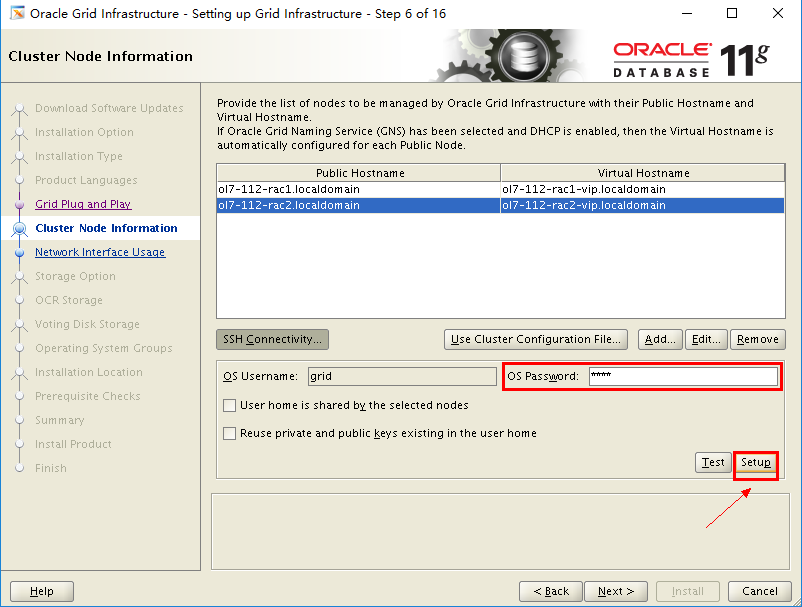 Oracle Grid Infrastructure - Setting up Grid Infrastructure - Step 6 of 16
Cluster Node Information
ORACLE
DATABASE
11g
Download Software Updates
Installation Option
Installation Type
Product Languages
Grid Plug and Play
Cluster Node Information
Network Interface Usage
Storage Option
OCR Storage
Voting Disk Storage
Operating System Groups
Installation Location
Prerequisite Checks
Summary
Install Product
Finish
Provide the list of nodes to be managed by Oracle Grid Infrastructure with their Public Hostname and
Virtual Hostname.
If Oracle Grid Naming Service (GNS) has been selected and DHCP is enabled, then the Virtual Hostname is
automatically configured for each Public Node.
Public Hostname Virtual Hostname
ol7-112-rac1.localdomain ol7-112-rac1-vip.localdomain
ol7-112-rac2.localdomain ol7-112-rac2-vip.localdomain
SSH Connectivity... Use Cluster Configuration File... Add... Edit... Remove
OS Username: grid OS Password: ****
User home is shared by the selected nodes
Reuse private and public keys existing in the user home
Test Setup
Help < Back Next > Install Cancel